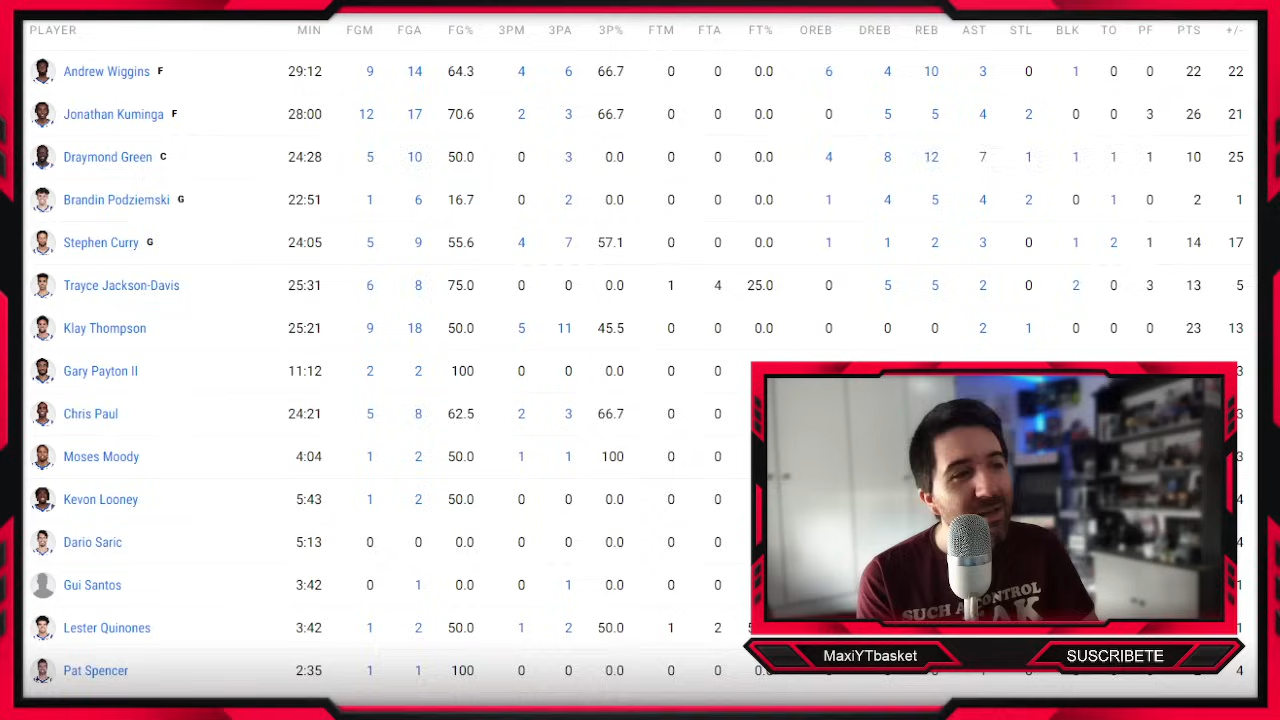 PLAYER MIN FGM FGA FG% 3PM 3PA 3P% FTM FTA FT% OREB DREB REB AST STL BLK TO PF PTS +/-
Andrew Wiggins F 29:12 9 14 64.3 4 6 66.7 0 0 0.0 6 4 10 3 0 1 0 0 22 22
Jonathan Kuminga F 28:00 12 17 70.6 2 3 66.7 0 0 0.0 0 5 5 4 2 0 0 3 26 21
Draymond Green C 24:28 5 10 50.0 0 3 0.0 0 0 0.0 4 8 12 7 1 1 1 1 10 25
Brandin Podziemski G 22:51 1 6 16.7 0 2 0.0 0 0 0.0 1 4 5 4 2 0 1 0 2 1
Stephen Curry G 24:05 5 9 55.6 4 7 57.1 0 0 0.0 1 1 2 3 0 1 2 1 14 17
Trayce Jackson-Davis 25:31 6 8 75.0 0 0 0.0 1 4 25.0 0 5 5 2 0 2 0 3 13 5
Klay Thompson 25:21 9 18 50.0 5 11 45.5 0 0 0.0 0 0 0 2 1 0 0 0 23 13
Gary Payton II 11:12 2 2 100 0 0 0.0 0 0 3
Chris Paul 24:21 5 8 62.5 2 3 66.7 0 0 3
Moses Moody 4:04 1 2 50.0 1 1 100 0 0 3
Kevon Looney 5:43 1 2 50.0 0 0 0.0 0 0 4
Dario Saric 5:13 0 0 0.0 0 0 0.0 0 0 4
Gui Santos 3:42 0 1 0.0 0 1 0.0 0 0 1
Lester Quinones 3:42 1 2 50.0 1 2 50.0 1 2 1
Pat Spencer 2:35 1 1 100 0 0 0.0 0 0 4
SUCH A CONTROL
MaxiYTbasket SUSCRIBETE